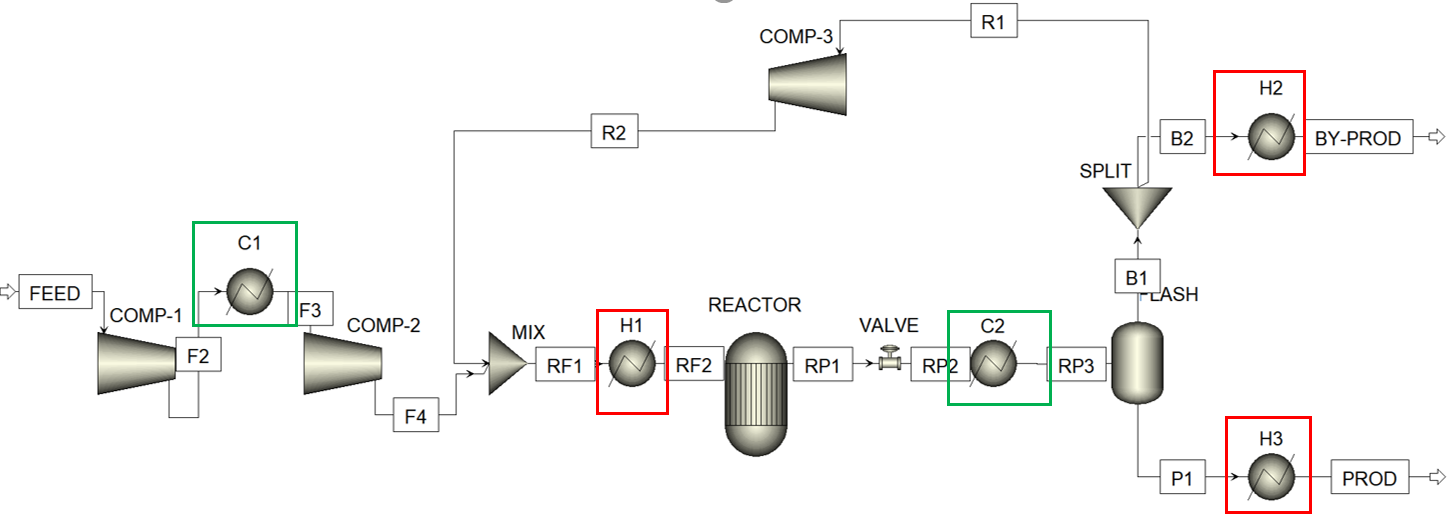 R1
COMP-3
H2
R2
B2
BY-PROD
SPLIT
C1
FEED
COMP-1
F3
COMP-2
F2
B1
LASH
REACTOR
MIX
H1
VALVE
C2
RF1
RF2
RP1
RP2
RP3
F4
H3
P1
PROD